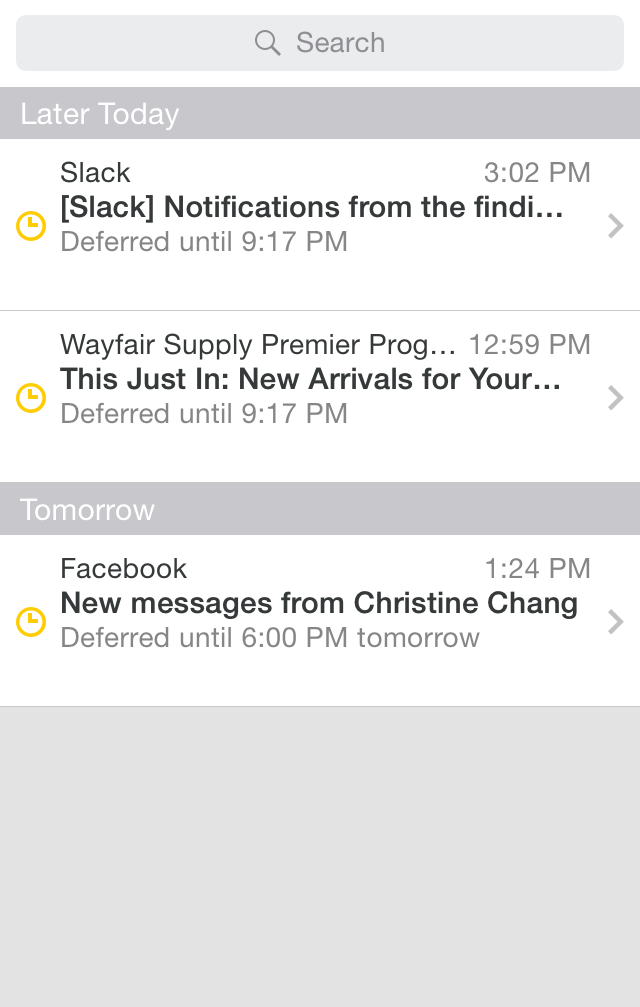 Search
Later Today
Slack 3:02 PM
[Slack] Notifications from the findi...
Deferred until 9:17 PM
Wayfair Supply Premier Prog... 12:59 PM
This Just In: New Arrivals for Your...
Deferred until 9:17 PM
Tomorrow
Facebook 1:24 PM
New messages from Christine Chang
Deferred until 6:00 PM tomorrow